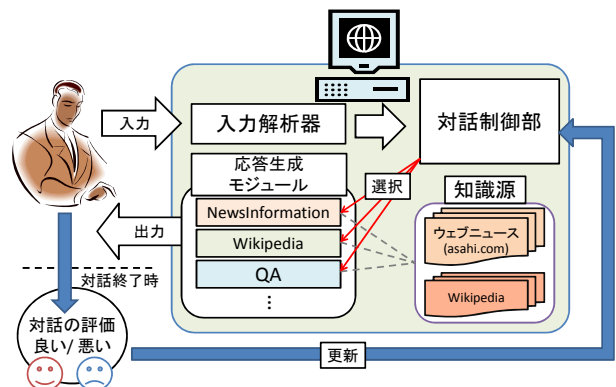 入力
入力解析器
対話制御部
応答生成
モジュール
選択
知識源
NewsInformation
Wikipedia
QA
⋮
出力
ウェブニュース
(asahi.com)
Wikipedia
対話終了時
対話の評価
良い/ 悪い
更新